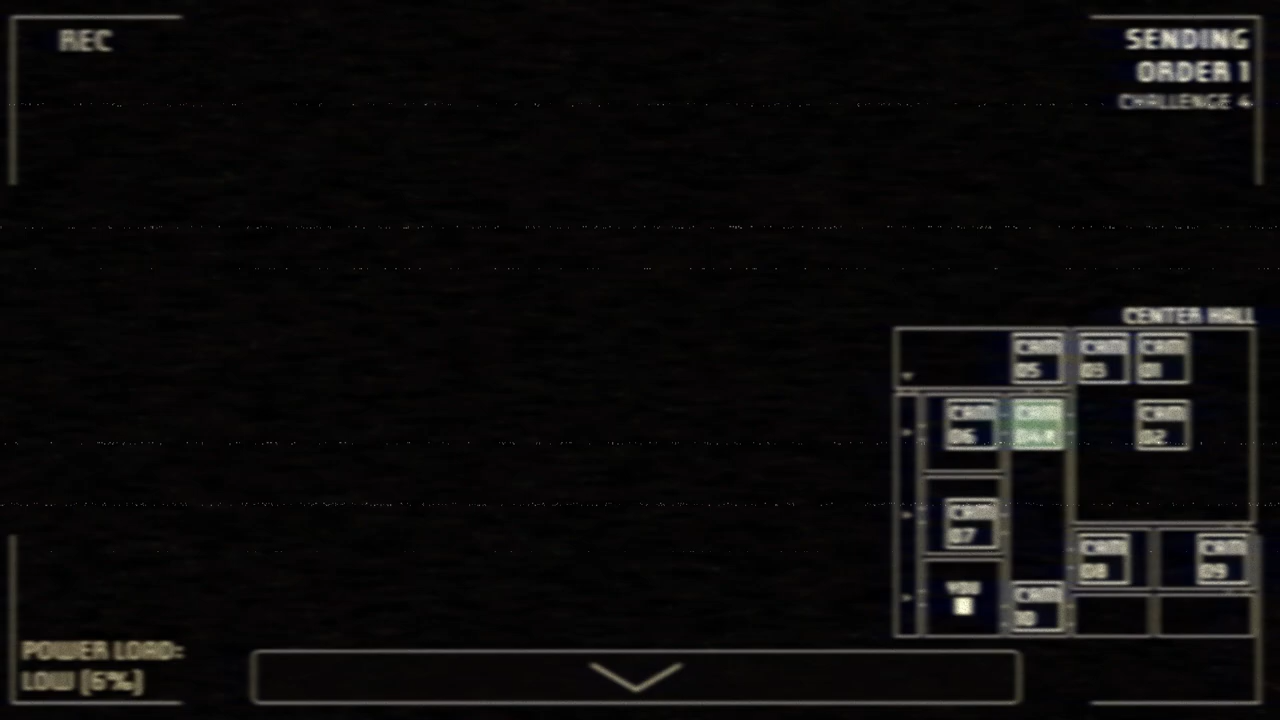 REC
SENDING
ORDER 1
CHALLENGE 4
CENTER HALL
CAM
05
CAM
03
CAM
01
CAM
06
CAM
CAM
02
CAM
07
CAM
08
CAM
09
YOU
CAM
10
POWER LOAD:
LOW (6%)